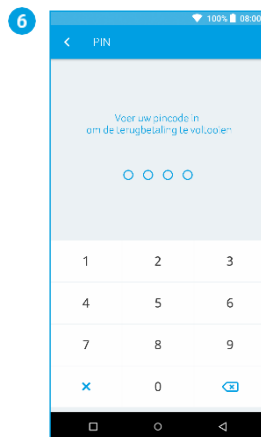 6
100% 08:00
PIN
Voer uw pincode in
om de terugbetaling te voltooien
1 2 3
4 5 6
7 8 9
0